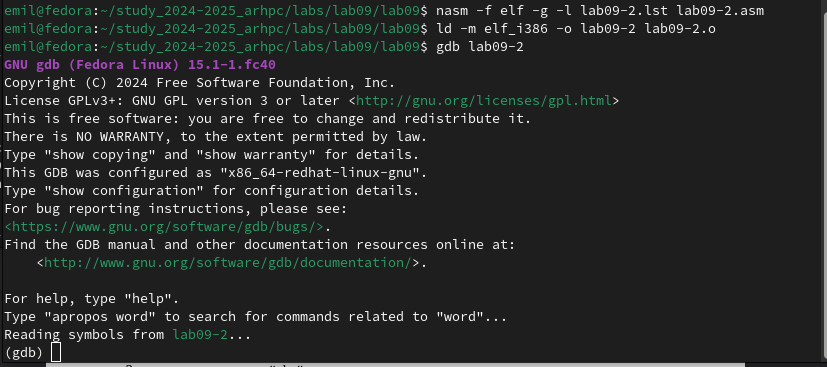 emil@fedora:~/study_2024-2025_arhpc/labs/lab09/lab09$ nasm -f elf -g -l lab09-2.lst lab09-2.asm
emil@fedora:~/study_2024-2025_arhpc/labs/lab09/lab09$ ld -m elf_i386 -o lab09-2 lab09-2.o
emil@fedora:~/study_2024-2025_arhpc/labs/lab09/lab09$ gdb lab09-2
GNU gdb (Fedora Linux) 15.1-1.fc40
Copyright (C) 2024 Free Software Foundation, Inc.
License GPLv3+: GNU GPL version 3 or later <http://gnu.org/licenses/gpl.html>
This is free software: you are free to change and redistribute it.
There is NO WARRANTY, to the extent permitted by law.
Type "show copying" and "show warranty" for details.
This GDB was configured as "x86_64-redhat-linux-gnu".
Type "show configuration" for configuration details.
For bug reporting instructions, please see:
<https://www.gnu.org/software/gdb/bugs/>.
Find the GDB manual and other documentation resources online at:
    <http://www.gnu.org/software/gdb/documentation/>.

For help, type "help".
Type "apropos word" to search for commands related to "word"...
Reading symbols from lab09-2...
(gdb)